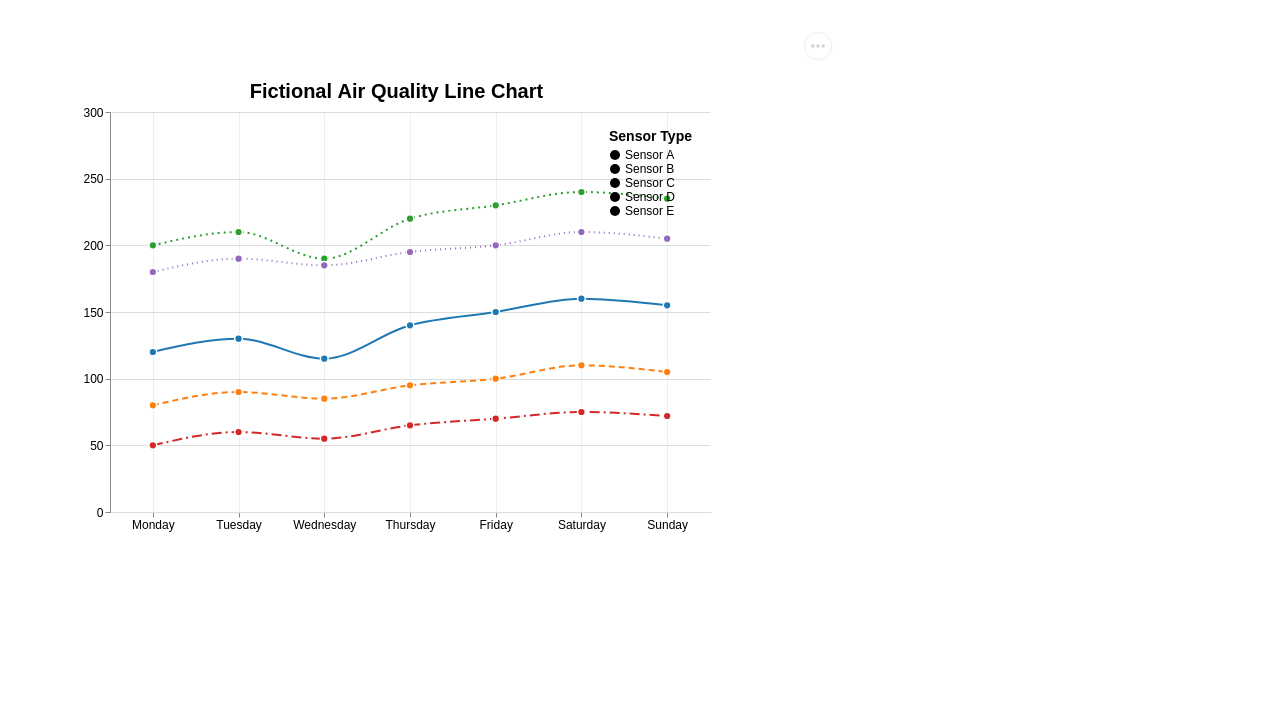 Fictional Air Quality Line Chart
300
250
200
150
100
50
0
Sensor Type
Sensor A
Sensor B
Sensor C
Sensor D
Sensor E
Monday Tuesday Wednesday Thursday Friday Saturday Sunday